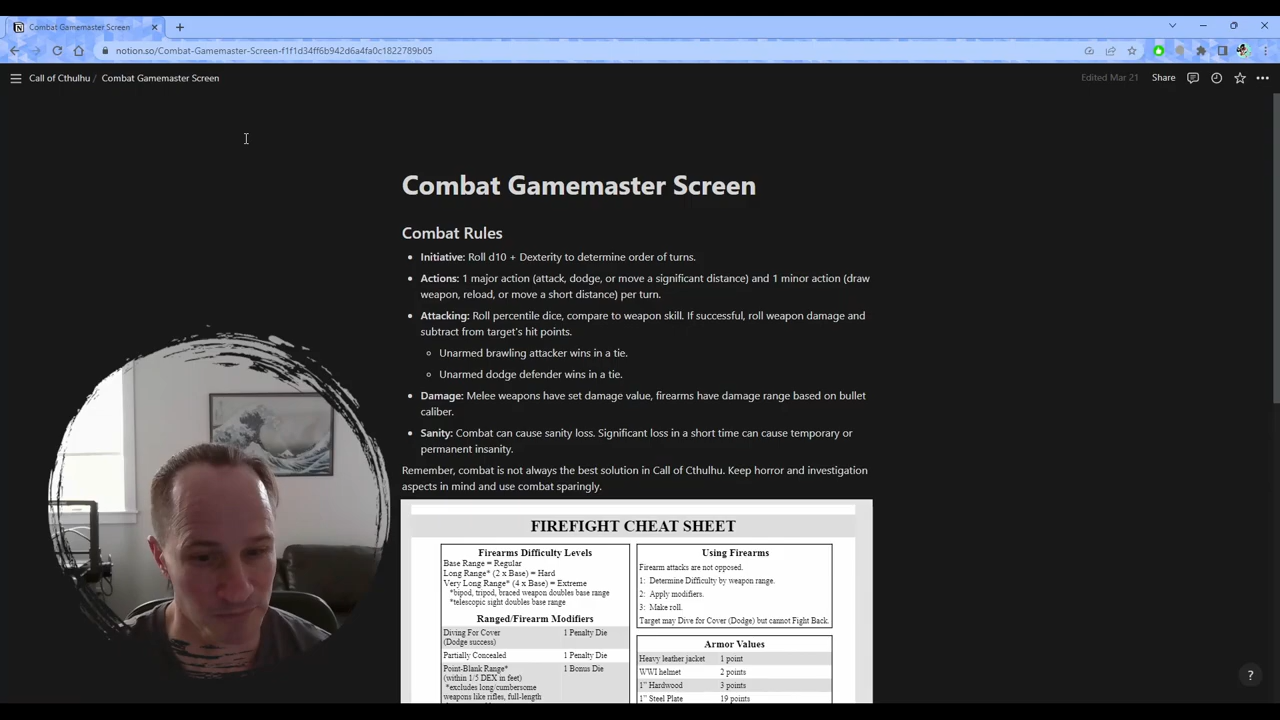 Combat Gamemaster Screen
notion.so/Combat-Gamemaster-Screen-f1f1d34ff6b942d6a4fa0c1822789b05
Call of Cthulhu / Combat Gamemaster Screen
Edited Mar 21
Share
Combat Gamemaster Screen
Combat Rules
Initiative: Roll d10 + Dexterity to determine order of turns.
Actions: 1 major action (attack, dodge, or move a significant distance) and 1 minor action (draw
weapon, reload, or move a short distance) per turn.
Attacking: Roll percentile dice, compare to weapon skill. If successful, roll weapon damage and
subtract from target's hit points.
Unarmed brawling attacker wins in a tie.
Unarmed dodge defender wins in a tie.
Damage: Melee weapons have set damage value, firearms have damage range based on bullet
caliber.
Sanity: Combat can cause sanity loss. Significant loss in a short time can cause temporary or
permanent insanity.
Remember, combat is not always the best solution in Call of Cthulhu. Keep horror and investigation
aspects in mind and use combat sparingly.
FIREFIGHT CHEAT SHEET
Firearms Difficulty Levels
Base Range = Regular
Long Range* (2 x Base) = Hard
Very Long Range* (4 x Base) = Extreme
*bipod, tripod, braced weapon doubles base range
*telescopic sight doubles base range
Ranged/Firearm Modifiers
Diving For Cover 1 Penalty Die
(Dodge success)
Partially Concealed 1 Penalty Die
Point-Blank Range* 1 Bonus Die
(within 1/5 DEX in feet)
*excludes long/cumbersome
weapons like rifles, full-length
Using Firearms
Firearm attacks are not opposed.
1: Determine Difficulty by weapon range.
2: Apply modifiers.
3: Make roll.
Target may Dive for Cover (Dodge) but cannot Fight Back.
Armor Values
Heavy leather jacket 1 point
WWI helmet 2 points
1" Hardwood 3 points
1" Steel Plate 19 points
?